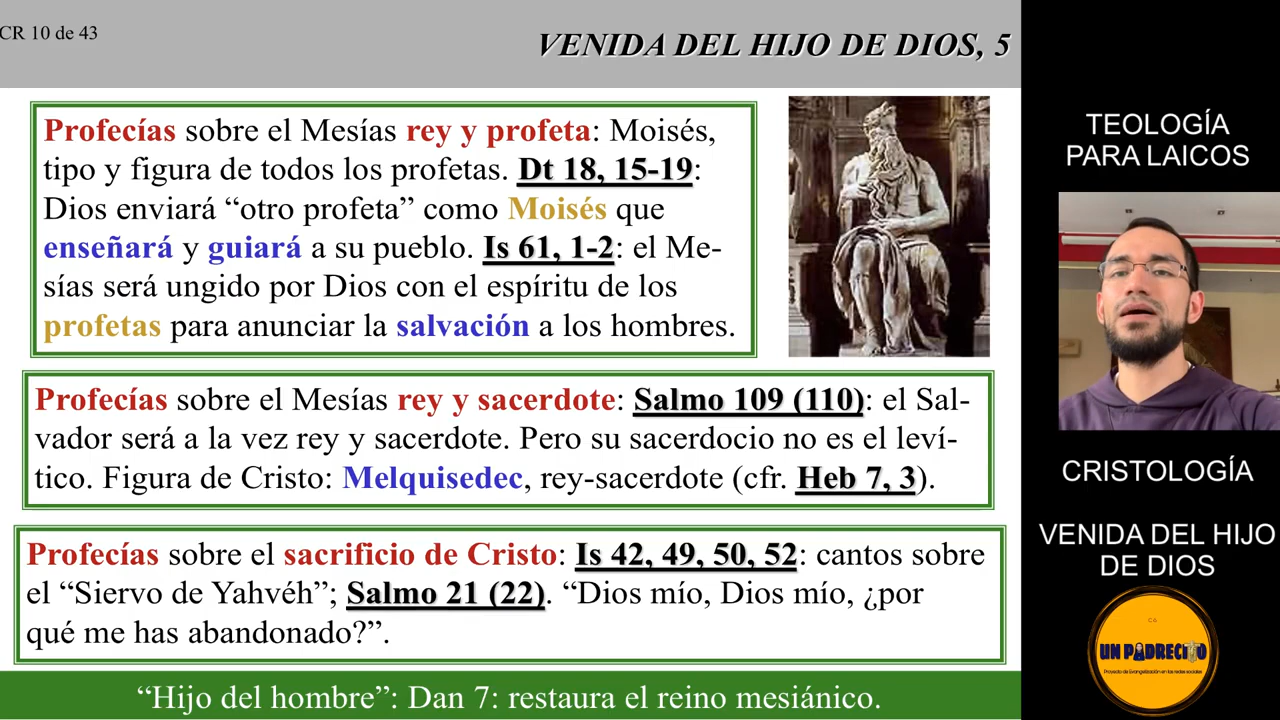 CR 10 de 43
VENIDA DEL HIJO DE DIOS, 5
Profecías sobre el Mesías rey y profeta: Moisés,
tipo y figura de todos los profetas. Dt 18, 15-19:
Dios enviará “otro profeta” como Moisés que
enseñará y guiará a su pueblo. Is 61, 1-2: el Me-
sías será ungido por Dios con el espíritu de los
profetas para anunciar la salvación a los hombres.
Profecías sobre el Mesías rey y sacerdote: Salmo 109 (110): el Sal-
vador será a la vez rey y sacerdote. Pero su sacerdocio no es el leví-
tico. Figura de Cristo: Melquisedec, rey-sacerdote (cfr. Heb 7, 3).
Profecías sobre el sacrificio de Cristo: Is 42, 49, 50, 52: cantos sobre
el “Siervo de Yahvéh”; Salmo 21 (22). “Dios mío, Dios mío, ¿por
qué me has abandonado?”.
“Hijo del hombre”: Dan 7: restaura el reino mesiánico.
TEOLOGÍA
PARA LAICOS
CRISTOLOGÍA
VENIDA DEL HIJO
DE DIOS
UN PADRECITO
Proyecto de Evangelización en las redes sociales